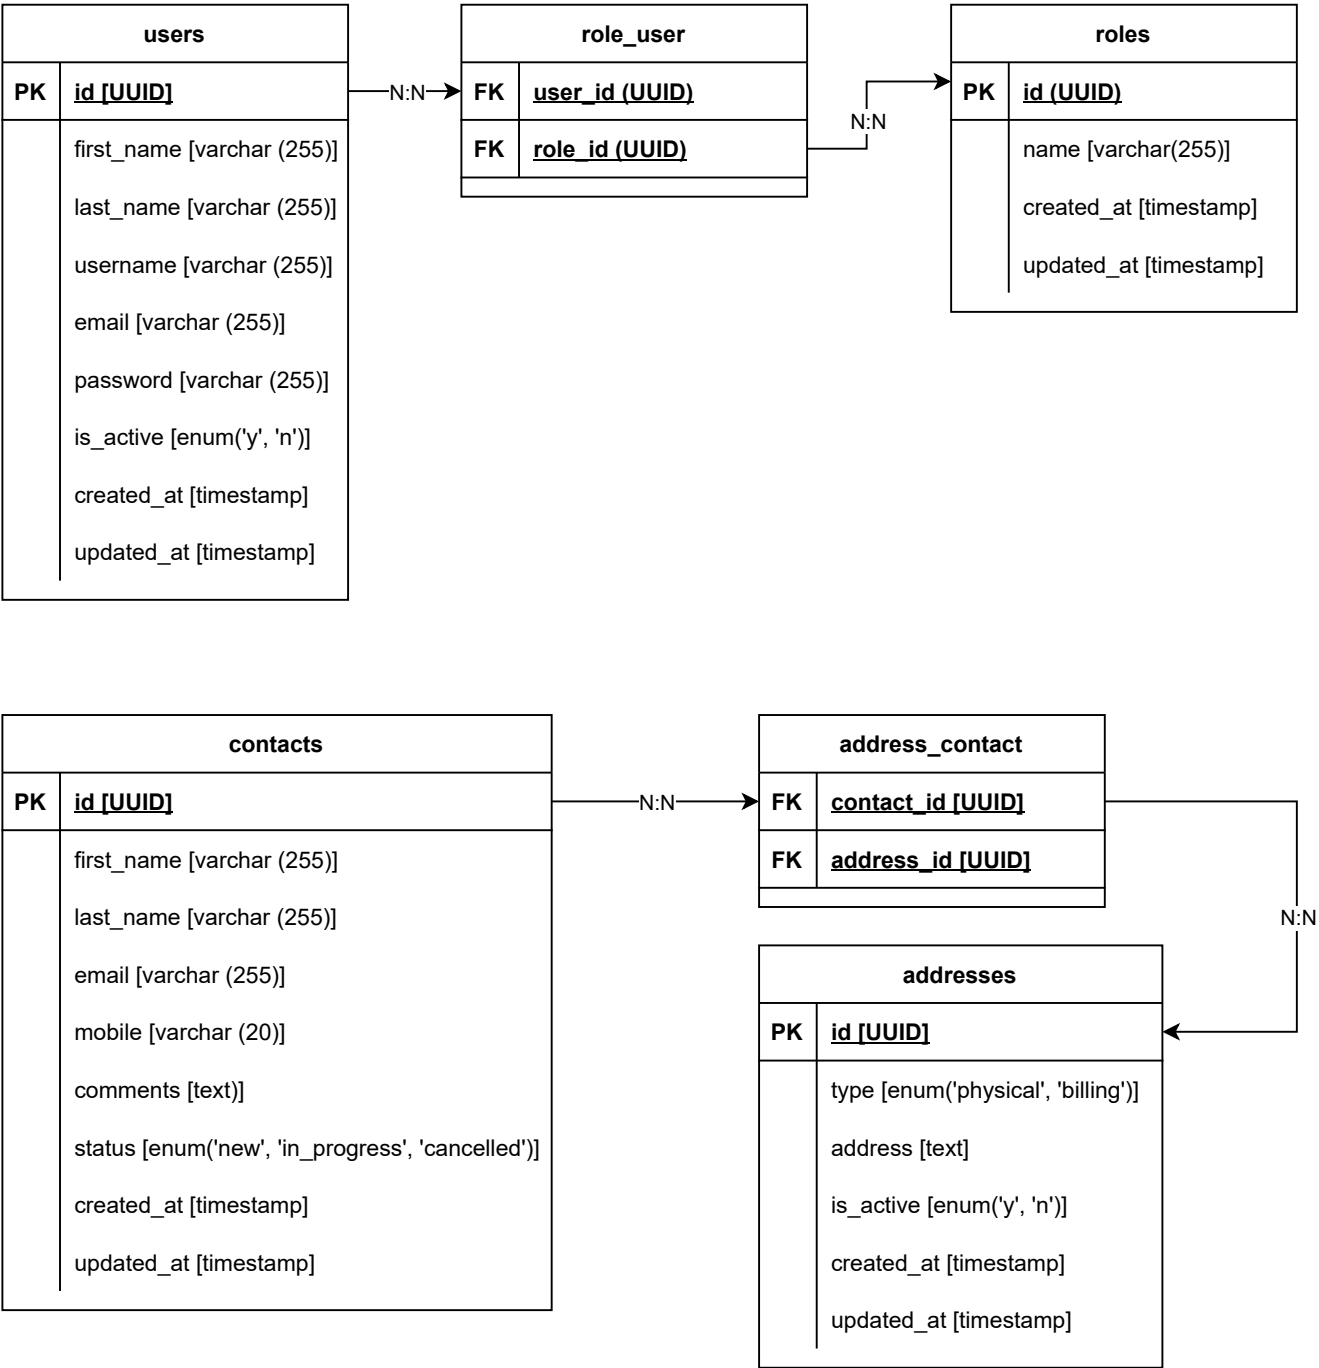 users
PK id [UUID]
first_name [varchar (255)]
last_name [varchar (255)]
username [varchar (255)]
email [varchar (255)]
password [varchar (255)]
is_active [enum('y', 'n')]
created_at [timestamp]
updated_at [timestamp]
N:N
role_user
FK user_id (UUID)
FK role_id (UUID)
N:N
roles
PK id (UUID)
name [varchar(255)]
created_at [timestamp]
updated_at [timestamp]
contacts
PK id [UUID]
first_name [varchar (255)]
last_name [varchar (255)]
email [varchar (255)]
mobile [varchar (20)]
comments [text)]
status [enum('new', 'in_progress', 'cancelled')]
created_at [timestamp]
updated_at [timestamp]
N:N
address_contact
FK contact_id [UUID]
FK address_id [UUID]
N:N
addresses
PK id [UUID]
type [enum('physical', 'billing')]
address [text]
is_active [enum('y', 'n')]
created_at [timestamp]
updated_at [timestamp]